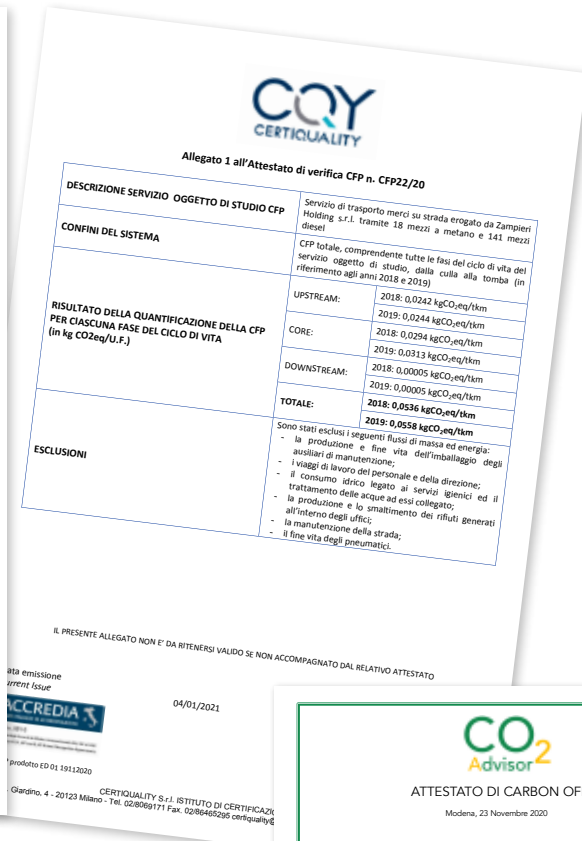 CQY
CERTIQUALITY
Allegato 1 all'Attestato di verifica CFP n. CFP22/20
DESCRIZIONE SERVIZIO OGGETTO DI STUDIO CFP
Servizio di trasporto merci su strada erogato da Zampieri
Holding s.r.l. tramite 18 mezzi a metano e 141 mezzi
diesel
CONFINI DEL SISTEMA
CFP totale, comprendente tutte le fasi del ciclo di vita del
servizio oggetto di studio, dalla culla alla tomba (in
riferimento agli anni 2018 e 2019)
RISULTATO DELLA QUANTIFICAZIONE DELLA CFP
PER CIASCUNA FASE DEL CICLO DI VITA
(in kg CO2eq/U.F.)
UPSTREAM:
2018: 0,0242 kgCO₂eq/tkm
2019: 0,0244 kgCO₂eq/tkm
CORE:
2018: 0,0294 kgCO₂eq/tkm
2019: 0,0313 kgCO₂eq/tkm
DOWNSTREAM:
2018: 0,00005 kgCO₂eq/tkm
2019: 0,00005 kgCO₂eq/tkm
TOTALE:
2018: 0,0536 kgCO₂eq/tkm
2019: 0,0558 kgCO₂eq/tkm
ESCLUSIONI
Sono stati esclusi i seguenti flussi di massa ed energia:
- la produzione e fine vita dell'imballaggio degli
ausiliari di manutenzione;
- i viaggi di lavoro del personale e della direzione;
- il consumo idrico legato ai servizi igienici ed il
trattamento delle acque ad essi collegato;
- la produzione e lo smaltimento dei rifiuti generati
all'interno degli uffici;
- la manutenzione della strada;
- il fine vita degli pneumatici.
IL PRESENTE ALLEGATO NON E' DA RITENERSI VALIDO SE NON ACCOMPAGNATO DAL RELATIVO ATTESTATO
ata emissione
urrent Issue
04/01/2021
ACCREDIA
prodotto ED 01 19112020
CERTIQUALITY S.r.l. ISTITUTO DI CERTIFICAZIO
. Giardino, 4 - 20123 Milano - Tel. 02/8069171 Fax. 02/86465295 certiquality@
CO2
Advisor
ATTESTATO DI CARBON OF
Modena, 23 Novembre 2020